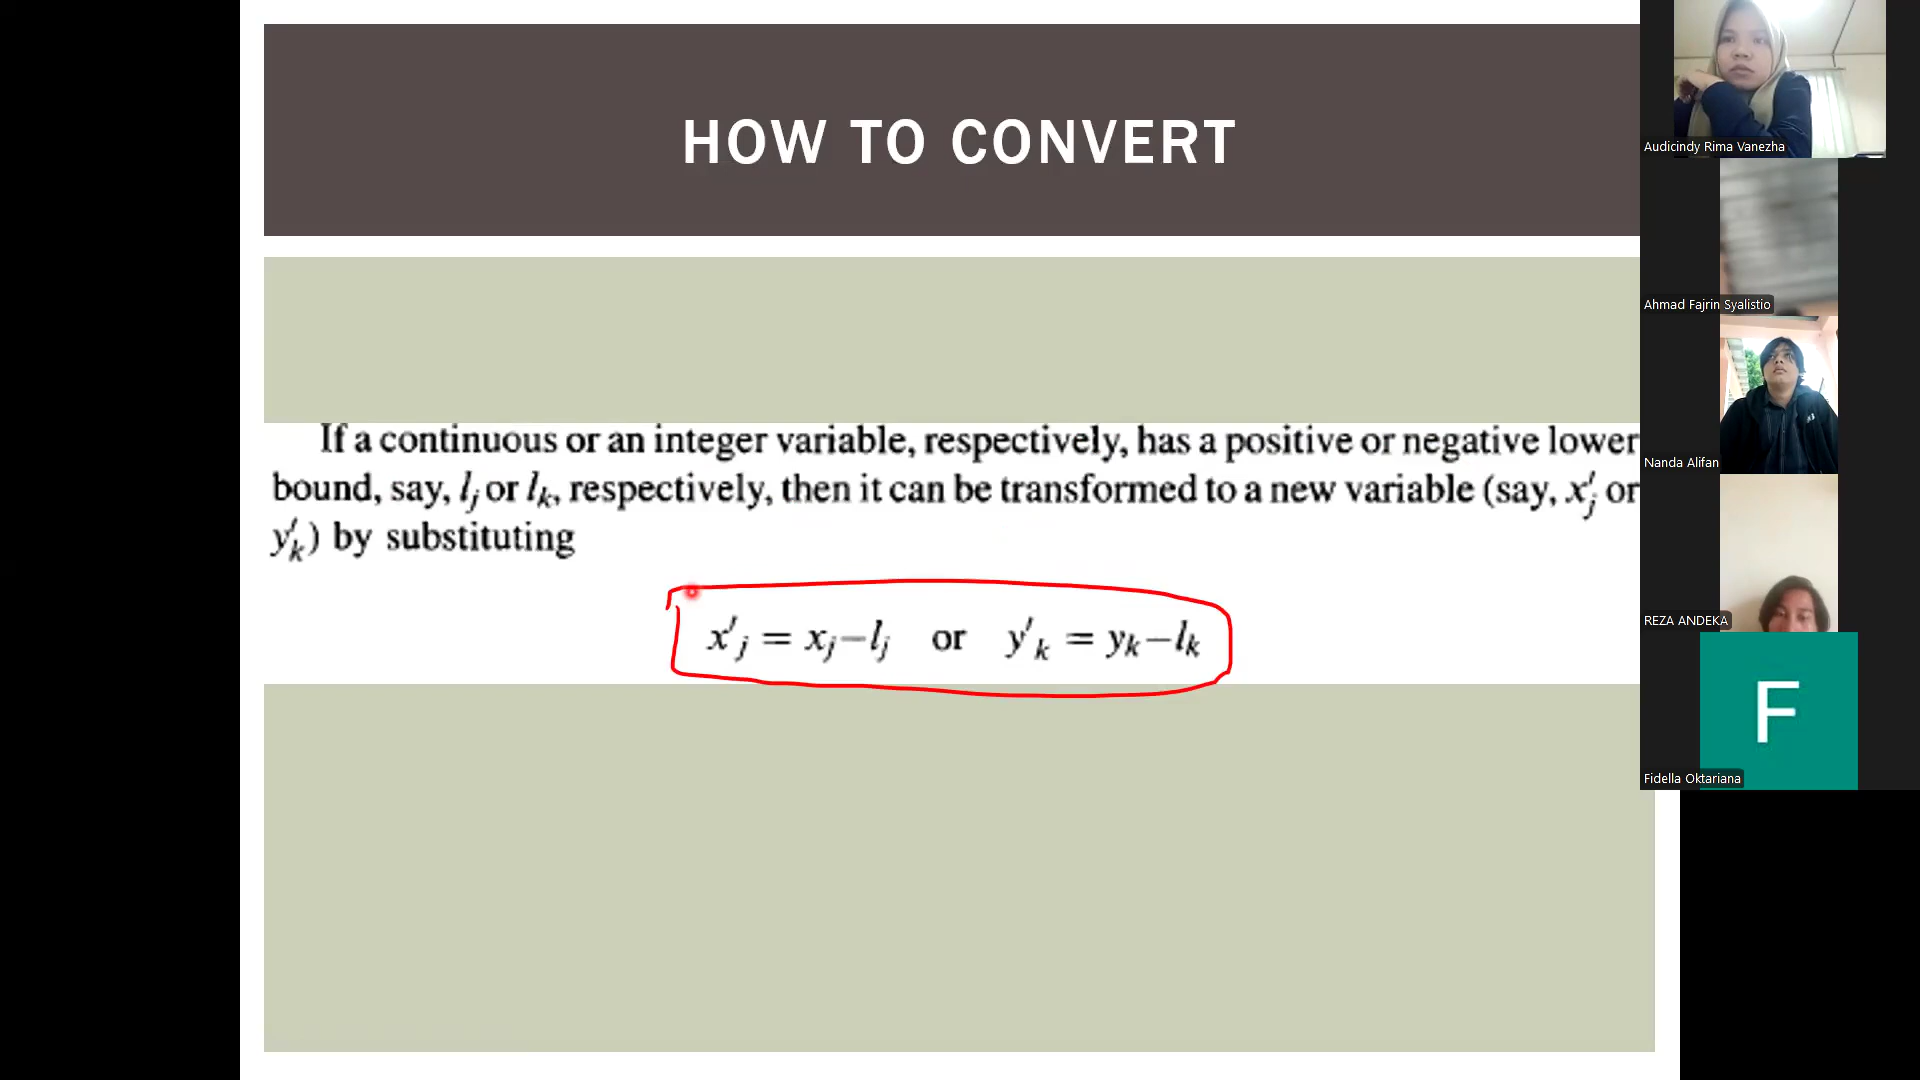 HOW TO CONVERT
If a continuous or an integer variable, respectively, has a positive or negative lower
bound, say, lj or lk, respectively, then it can be transformed to a new variable (say, x′j or
y′k) by substituting
x′j = xj−lj or y′k = yk−lk
Audicindy Rima Vanezha
Ahmad Fajrin Syalistio
Nanda Alifan
REZA ANDEKA
F
Fidella Oktariana